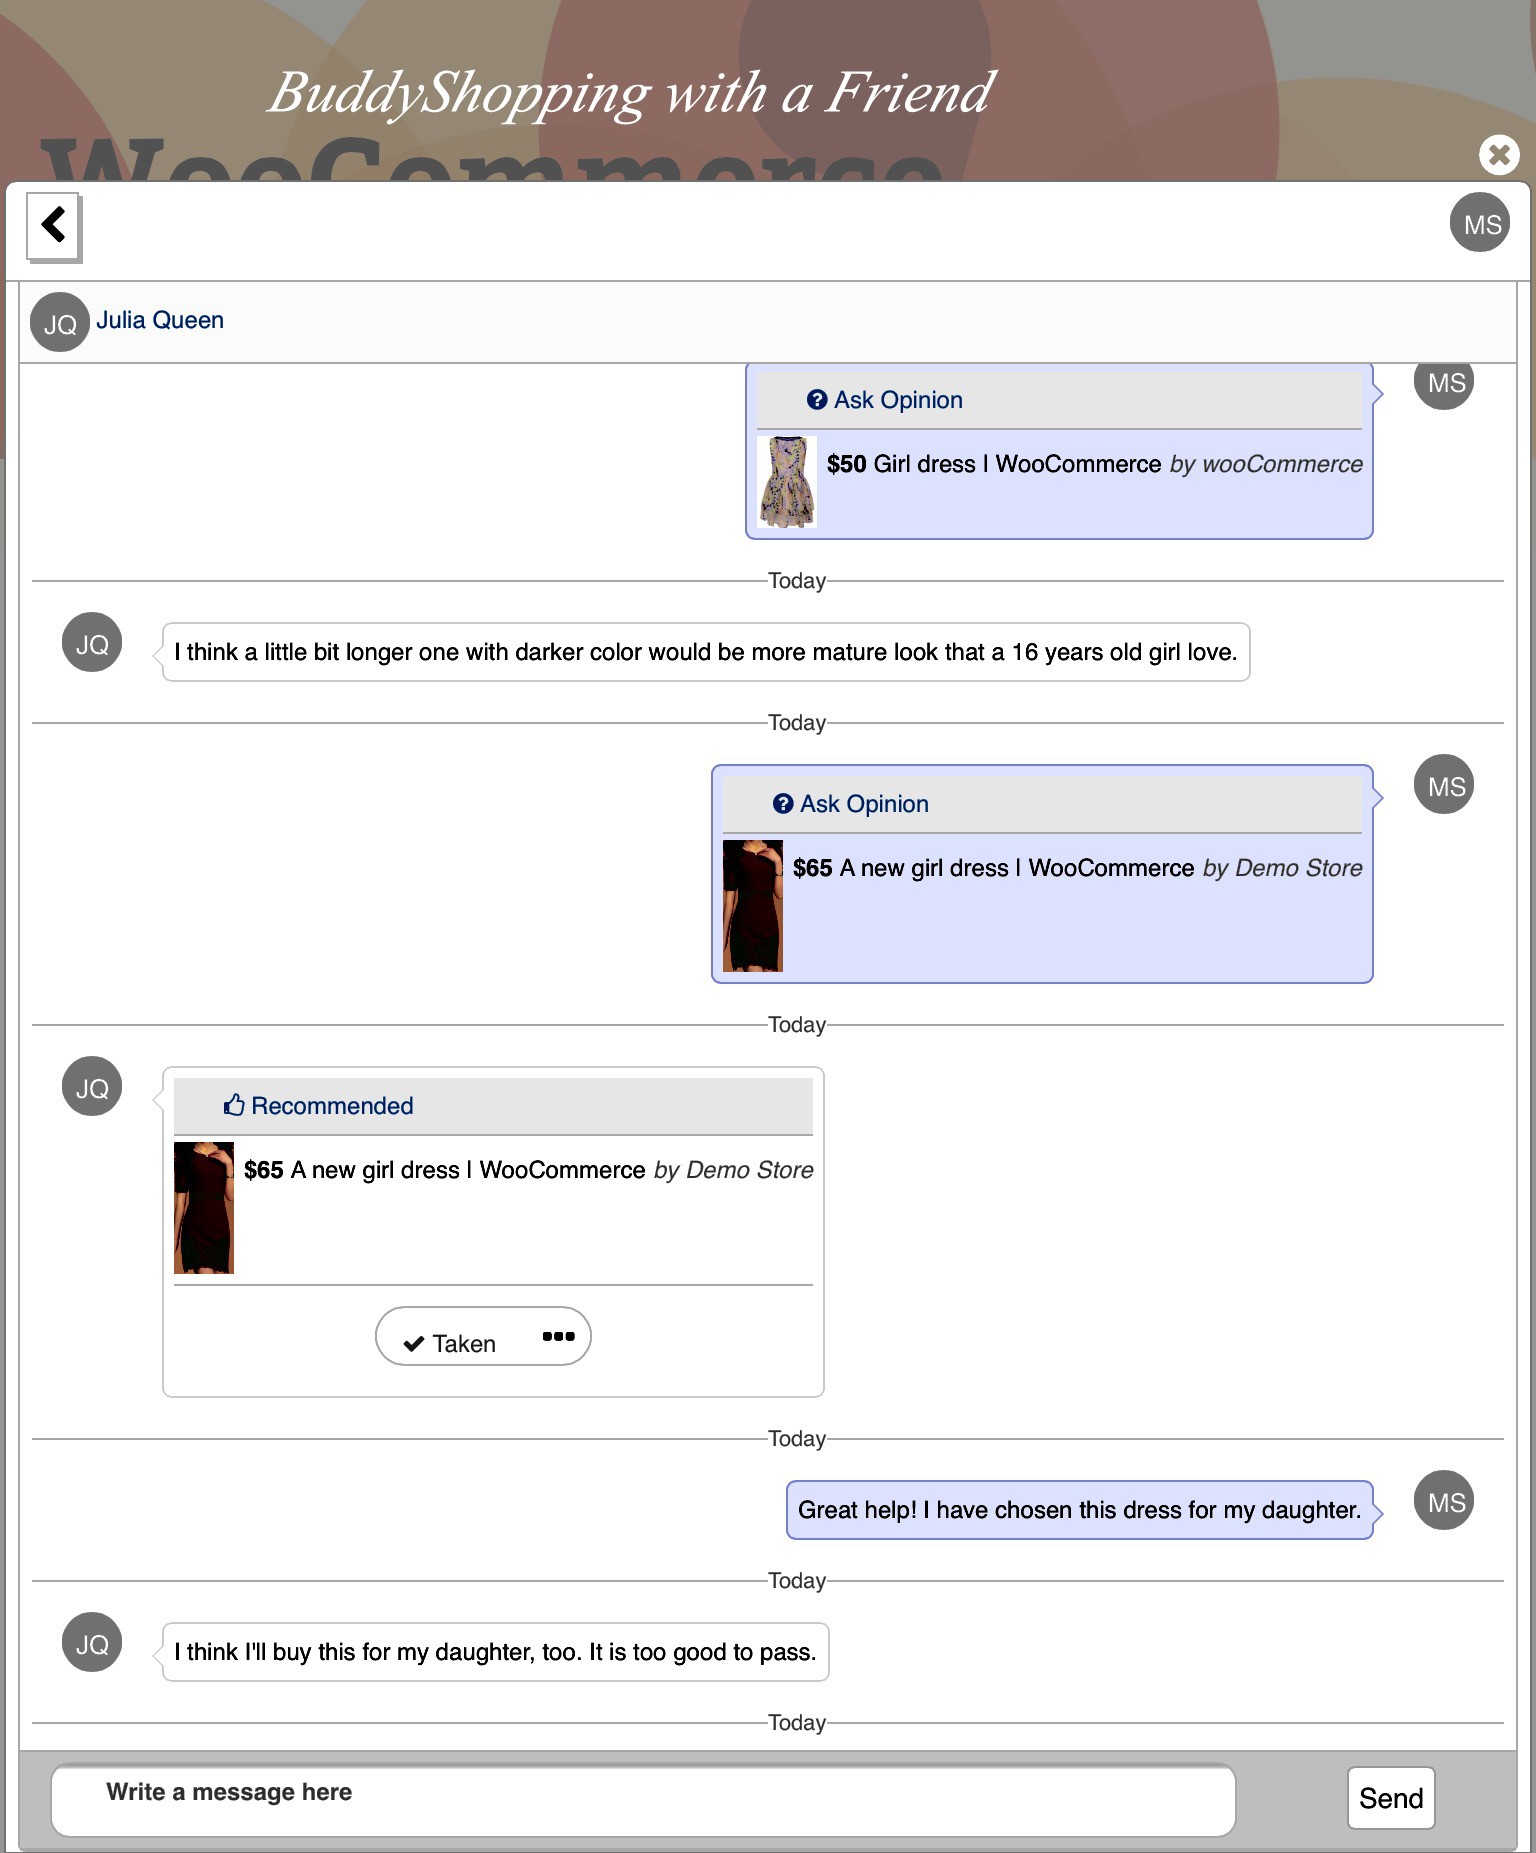 BuddyShopping with a Friend
WooCommerce
MS
JQ Julia Queen
MS
Ask Opinion
$50 Girl dress | WooCommerce by wooCommerce
Today
JQ
I think a little bit longer one with darker color would be more mature look that a 16 years old girl love.
Today
MS
Ask Opinion
$65 A new girl dress | WooCommerce by Demo Store
Today
JQ
Recommended
$65 A new girl dress | WooCommerce by Demo Store
Taken
Today
MS
Great help! I have chosen this dress for my daughter.
Today
JQ
I think I'll buy this for my daughter, too. It is too good to pass.
Today
Write a message here
Send